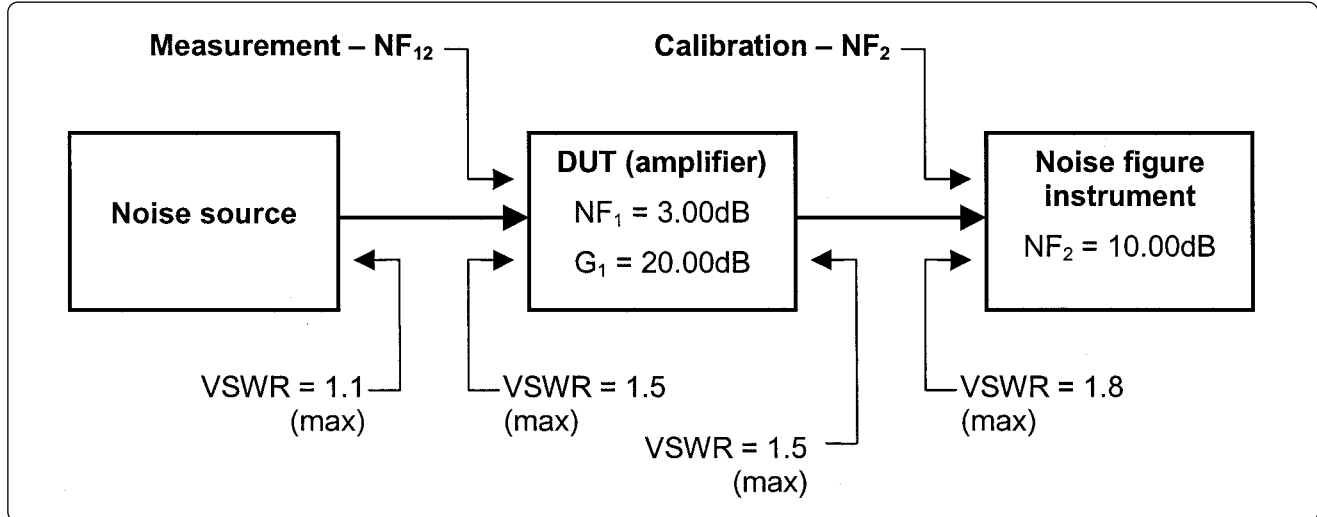 Measurement – NF₁₂
Calibration – NF₂
Noise source
DUT (amplifier)
NF₁ = 3.00dB
G₁ = 20.00dB
Noise figure
instrument
NF₂ = 10.00dB
VSWR = 1.1
(max)
VSWR = 1.5
(max)
VSWR = 1.5
(max)
VSWR = 1.8
(max)